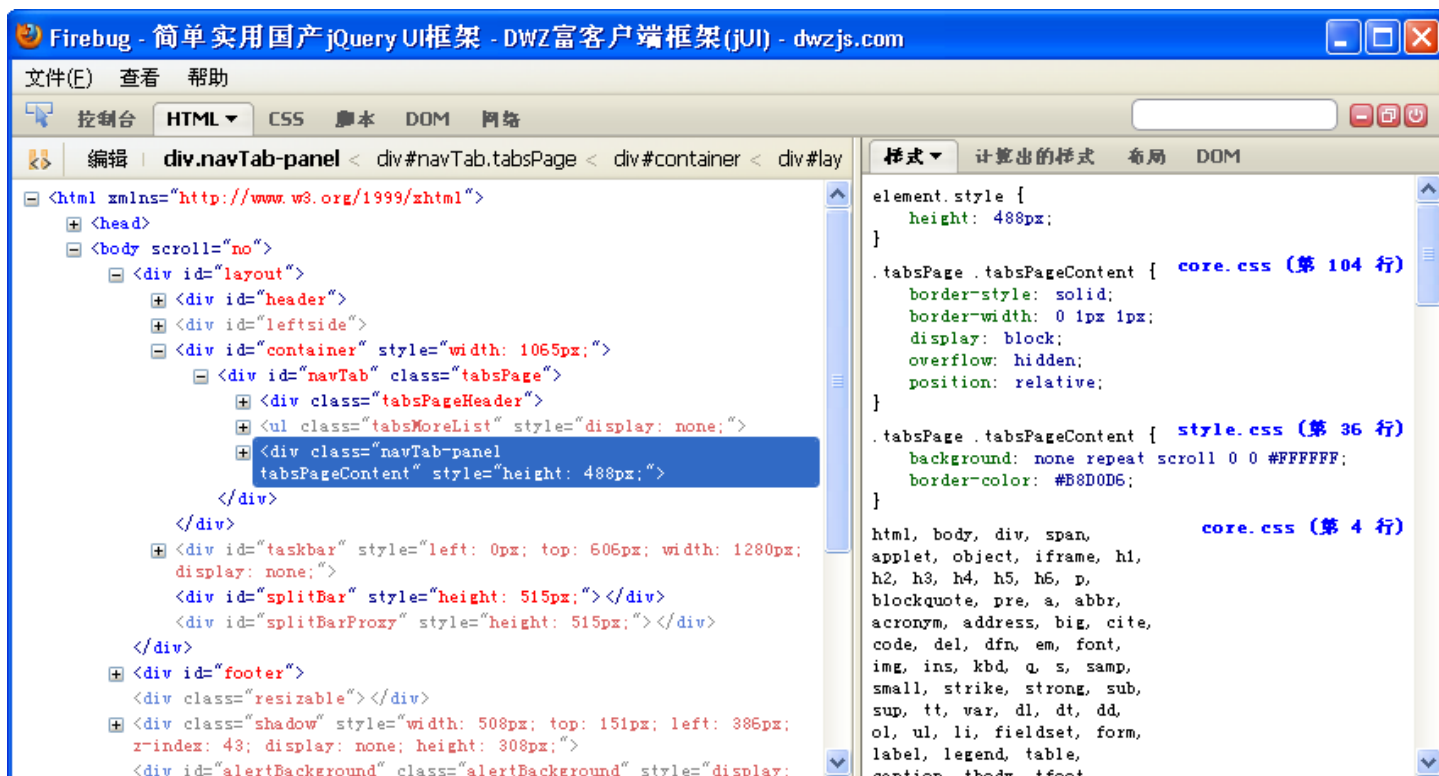 Firebug - 简单实用国产jQuery UI框架 - DWZ富客户端框架(jUI) - dwzjs.com
文件(F) 查看 帮助
控制台 HTML CSS 脚本 DOM 网络
编辑 div.navTab-panel < div#navTab.tabsPage < div#container < div#lay
<html xmlns="http://www.w3.org/1999/xhtml">
<head>
<body scroll="no">
<div id="layout">
<div id="header">
<div id="leftside">
<div id="container" style="width: 1065px;">
<div id="navTab" class="tabsPage">
<div class="tabsPageHeader">
<ul class="tabsMoreList" style="display: none;">
<div class="navTab-panel
tabsPageContent" style="height: 488px;">
</div>
</div>
<div id="taskbar" style="left: 0px; top: 606px; width: 1280px;
display: none;">
<div id="splitBar" style="height: 515px;"></div>
<div id="splitBarProxy" style="height: 515px;"></div>
</div>
<div id="footer">
<div class="resizable"></div>
<div class="shadow" style="width: 508px; top: 151px; left: 386px;
z-index: 43; display: none; height: 308px;">
<div id="alertBackground" class="alertBackground" style="display:
样式 计算出的样式 布局 DOM
element.style {
height: 488px;
}
.tabsPage .tabsPageContent { core.css (第 104 行)
border-style: solid;
border-width: 0 1px 1px;
display: block;
overflow: hidden;
position: relative;
}
.tabsPage .tabsPageContent { style.css (第 36 行)
background: none repeat scroll 0 0 #FFFFFF;
border-color: #B8D0D6;
}
html, body, div, span, core.css (第 4 行)
applet, object, iframe, h1,
h2, h3, h4, h5, h6, p,
blockquote, pre, a, abbr,
acronym, address, big, cite,
code, del, dfn, em, font,
img, ins, kbd, q, s, samp,
small, strike, strong, sub,
sup, tt, var, dl, dt, dd,
ol, ul, li, fieldset, form,
label, legend, table,
caption, tbody, tfoot,